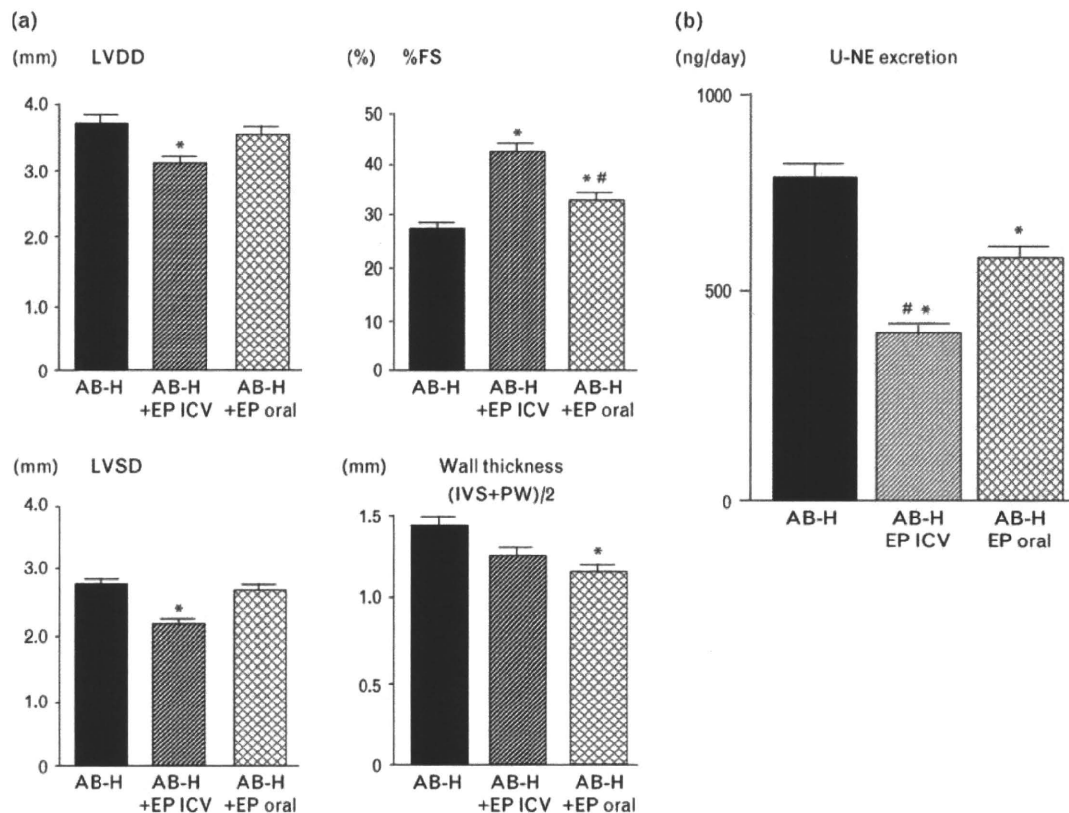 (a)
(mm) LVDD
4.0
3.0
2.0
1.0
0
*
AB-H AB-H AB-H
+EP ICV +EP oral
(%) %FS
50
40
30
20
10
0
*
* #
AB-H AB-H AB-H
+EP ICV +EP oral
(mm) LVSD
4.0
3.0
2.0
1.0
0
*
AB-H AB-H AB-H
+EP ICV +EP oral
(mm) Wall thickness
(IVS+PW)/2
1.5
1.0
0.5
0
*
AB-H AB-H AB-H
+EP ICV +EP oral
(b)
(ng/day) U-NE excretion
1000
500
0
# *
*
AB-H AB-H AB-H
EP ICV EP oral